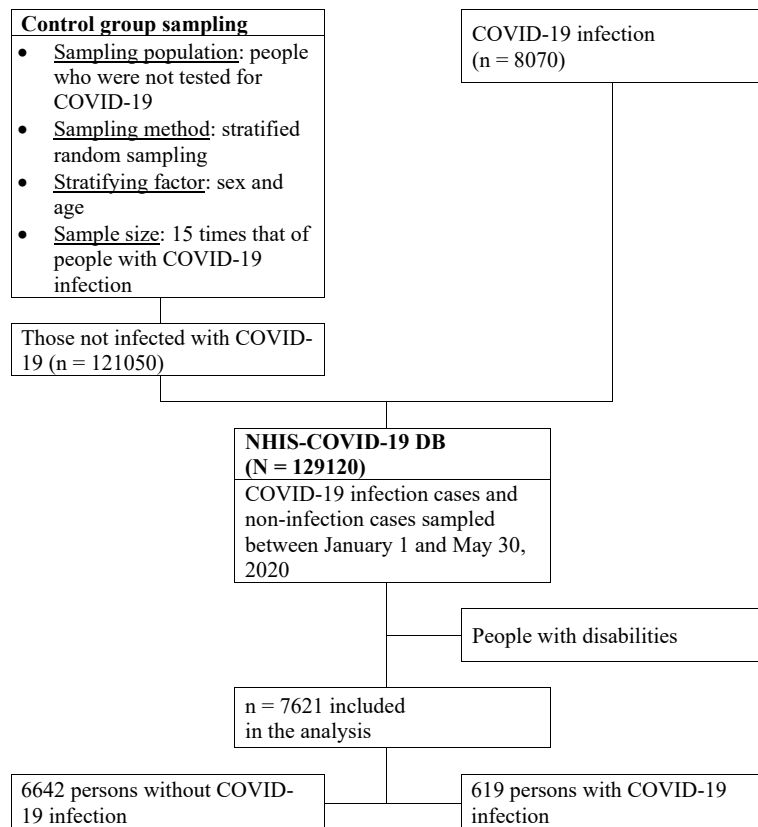 Control group sampling
• Sampling population: people
who were not tested for
COVID-19
• Sampling method: stratified
random sampling
• Stratifying factor: sex and
age
• Sample size: 15 times that of
people with COVID-19
infection
COVID-19 infection
(n = 8070)
Those not infected with COVID-
19 (n = 121050)
NHIS-COVID-19 DB
(N = 129120)
COVID-19 infection cases and
non-infection cases sampled
between January 1 and May 30,
2020
People with disabilities
n = 7621 included
in the analysis
6642 persons without COVID-
19 infection
619 persons with COVID-19
infection